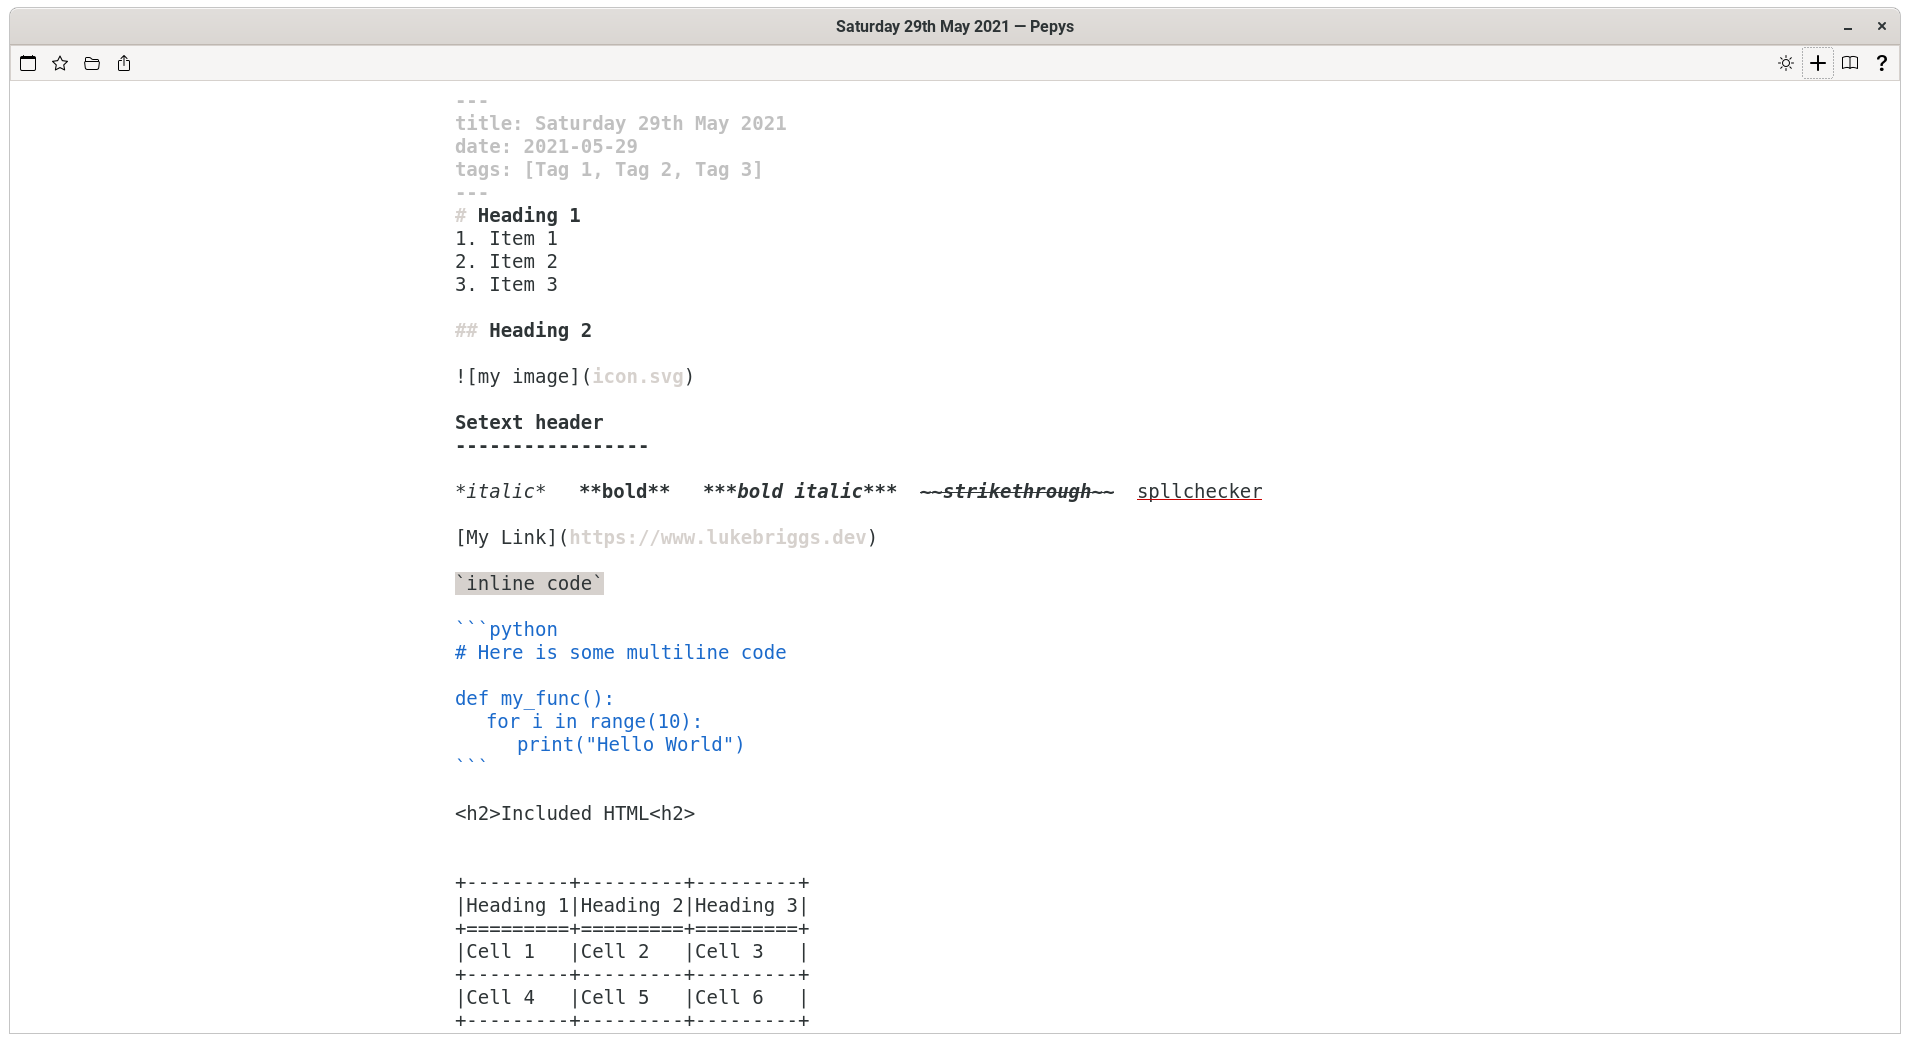 Saturday 29th May 2021 — Pepys
---
title: Saturday 29th May 2021
date: 2021-05-29
tags: [Tag 1, Tag 2, Tag 3]
---
# Heading 1
1. Item 1
2. Item 2
3. Item 3
## Heading 2
![my image](icon.svg)
Setext header
-----------------
*italic*   **bold**   ***bold italic***  ~~strikethrough~~  spllchecker
[My Link](https://www.lukebriggs.dev)
`inline code`
```python
# Here is some multiline code
def my_func():
   for i in range(10):
      print("Hello World")
```
<h2>Included HTML<h2>
+---------+---------+---------+
|Heading 1|Heading 2|Heading 3|
+=========+=========+=========+
|Cell 1   |Cell 2   |Cell 3   |
+---------+---------+---------+
|Cell 4   |Cell 5   |Cell 6   |
+---------+---------+---------+